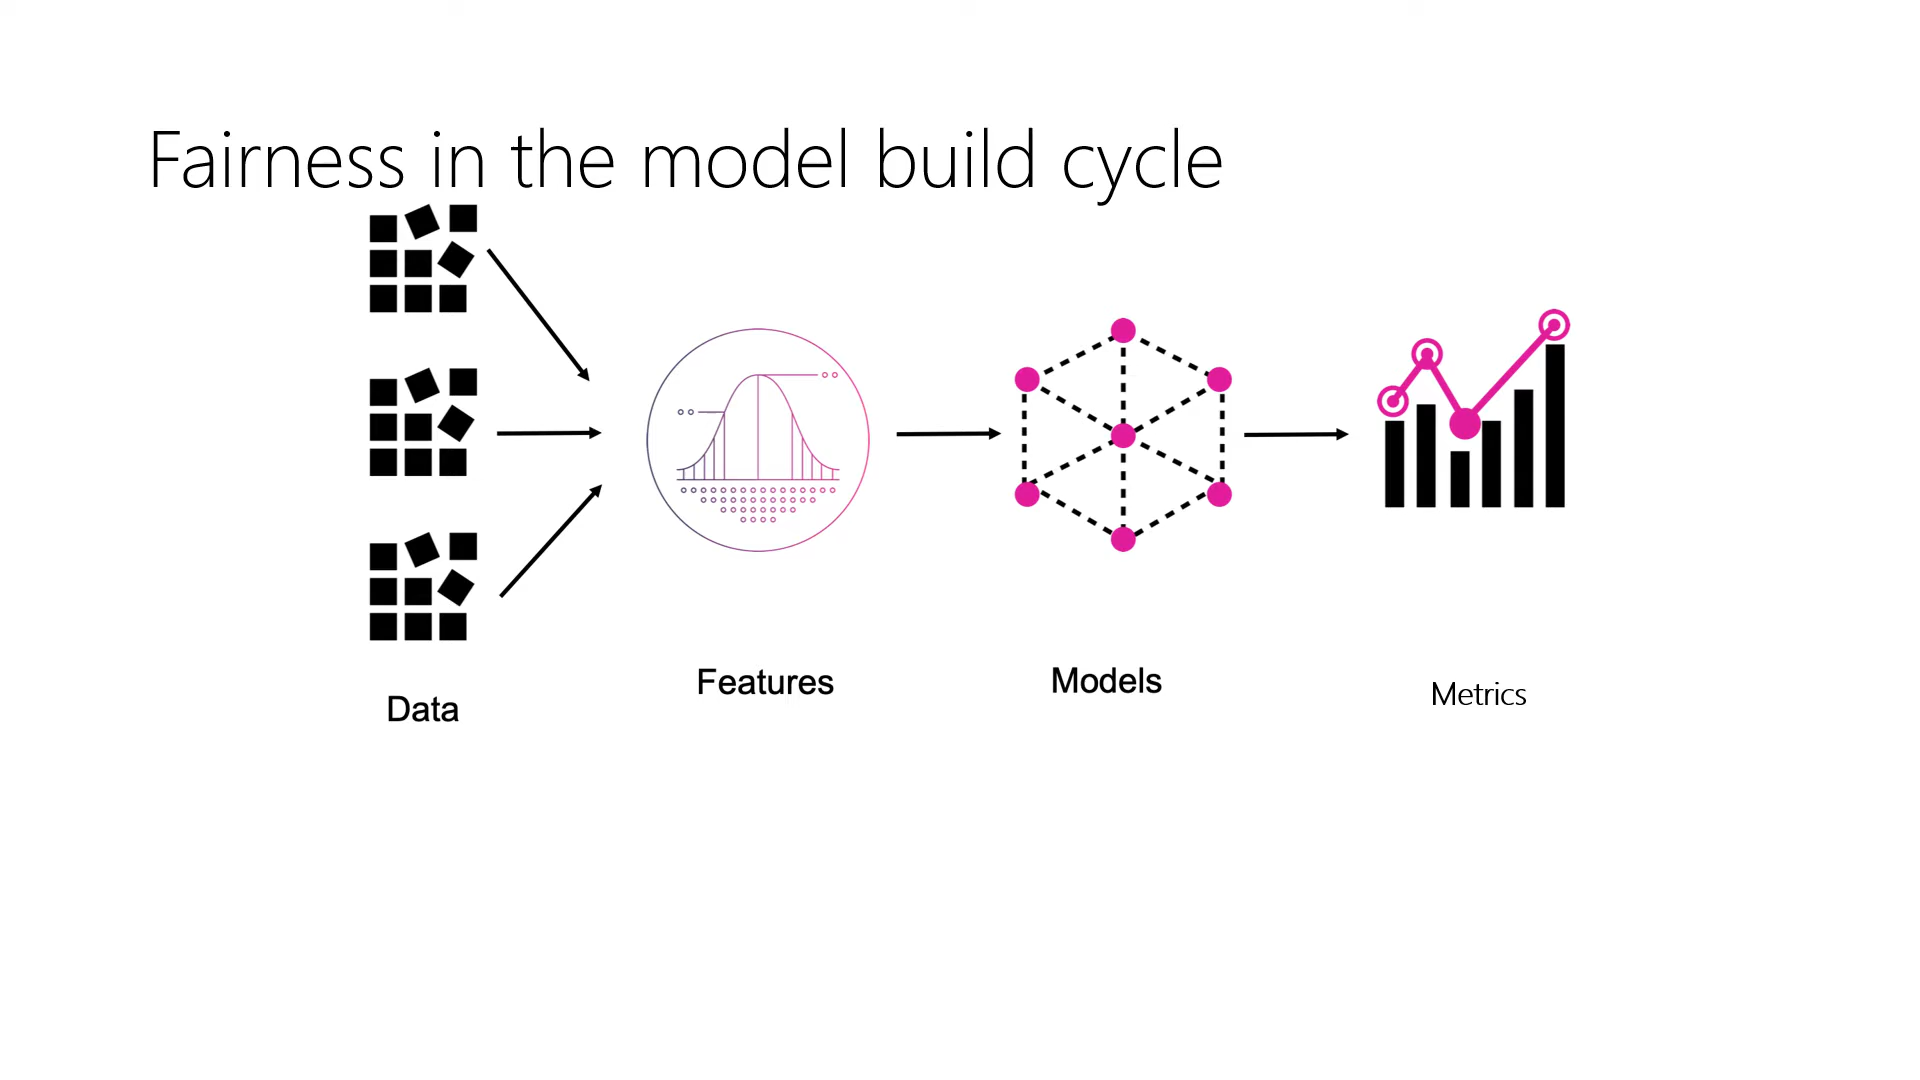 Fairness in the model build cycle
Data
Features
Models
Metrics